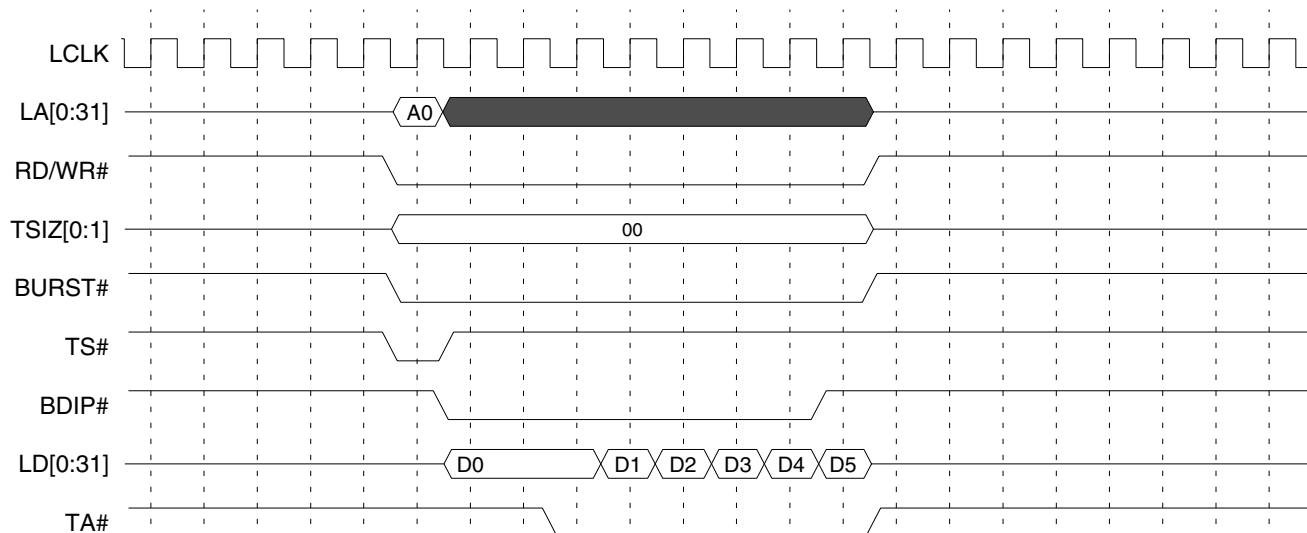 LCLK
LA[0:31] A0
RD/WR#
TSIZ[0:1] 00
BURST#
TS#
BDIP#
LD[0:31] D0 D1 D2 D3 D4 D5
TA#